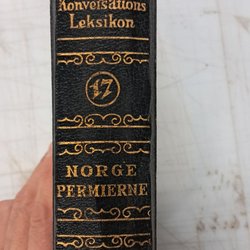 Konversations
Leksikon
17
NORGE
PERMIERNE